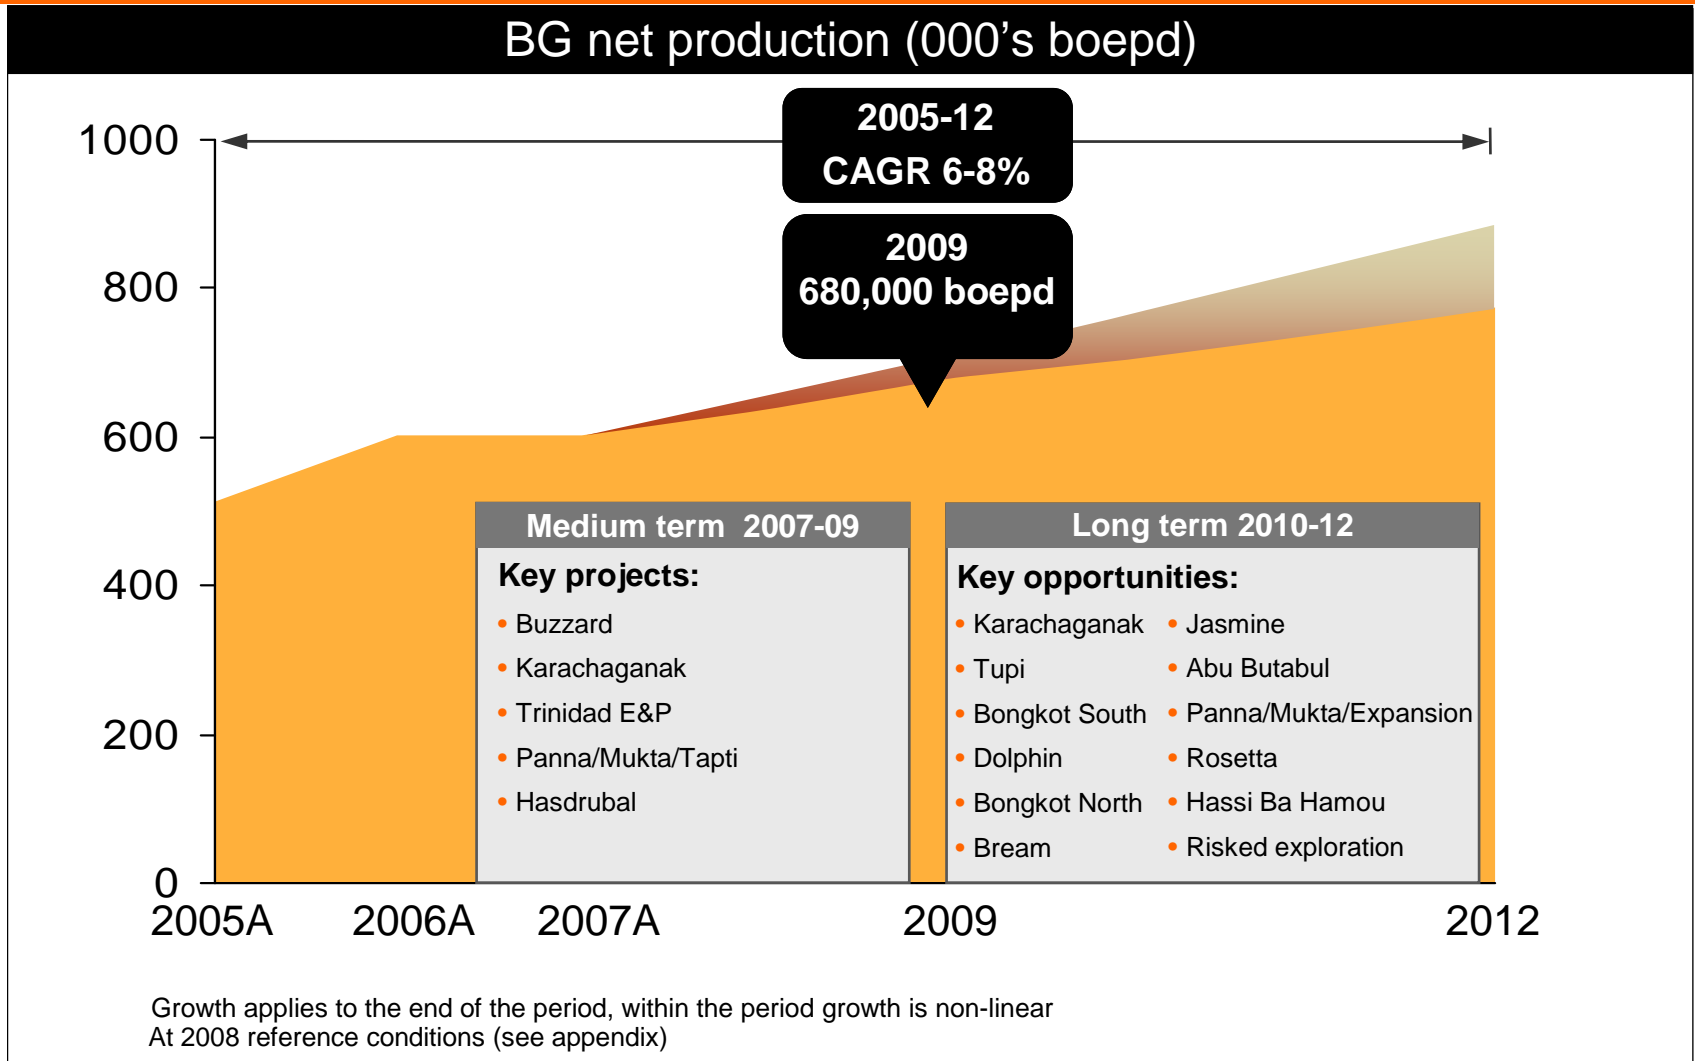 BG net production (000's boepd)
2005-12
CAGR 6-8%
2009
680,000 boepd
1000
800
600
400
200
0
Medium term 2007-09
Key projects:
• Buzzard
• Karachaganak
• Trinidad E&P
• Panna/Mukta/Tapti
• Hasdrubal
Long term 2010-12
Key opportunities:
• Karachaganak
• Tupi
• Bongkot South
• Dolphin
• Bongkot North
• Bream
• Jasmine
• Abu Butabul
• Panna/Mukta/Expansion
• Rosetta
• Hassi Ba Hamou
• Risked exploration
2005A 2006A 2007A 2009 2012
Growth applies to the end of the period, within the period growth is non-linear
At 2008 reference conditions (see appendix)